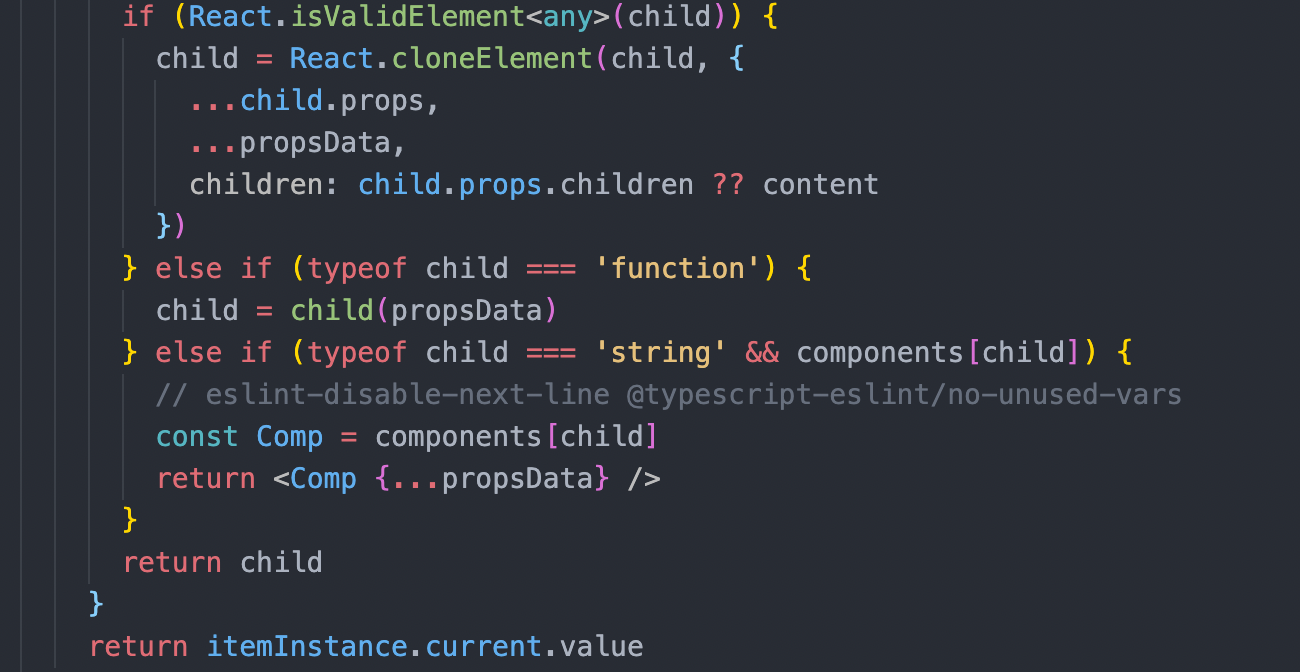 if (React.isValidElement<any>(child)) {
child = React.cloneElement(child, {
...child.props,
...propsData,
children: child.props.children ?? content
})
} else if (typeof child === 'function') {
child = child(propsData)
} else if (typeof child === 'string' && components[child]) {
// eslint-disable-next-line @typescript-eslint/no-unused-vars
const Comp = components[child]
return <Comp {...propsData} />
}
return child
}
return itemInstance.current.value